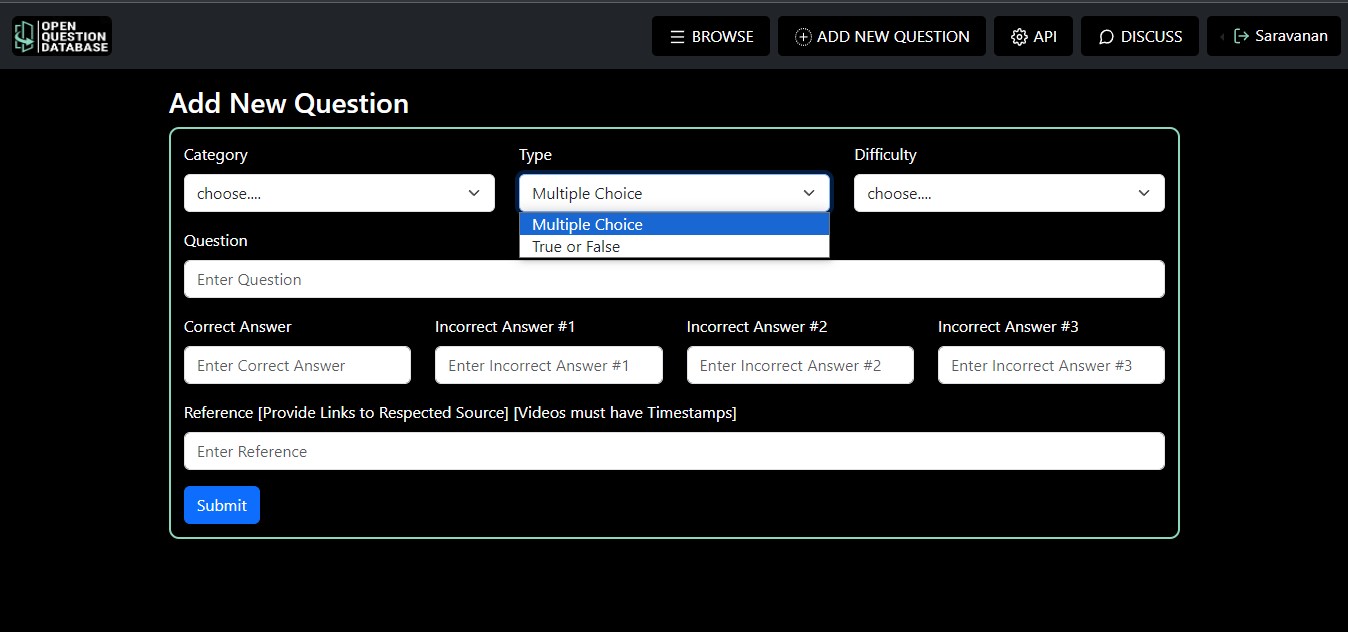 OPEN
QUESTION
DATABASE
BROWSE
ADD NEW QUESTION
API
DISCUSS
Saravanan
Add New Question
Category
Type
Difficulty
choose....
Multiple Choice
choose....
Multiple Choice
True or False
Question
Enter Question
Correct Answer
Incorrect Answer #1
Incorrect Answer #2
Incorrect Answer #3
Enter Correct Answer
Enter Incorrect Answer #1
Enter Incorrect Answer #2
Enter Incorrect Answer #3
Reference [Provide Links to Respected Source] [Videos must have Timestamps]
Enter Reference
Submit